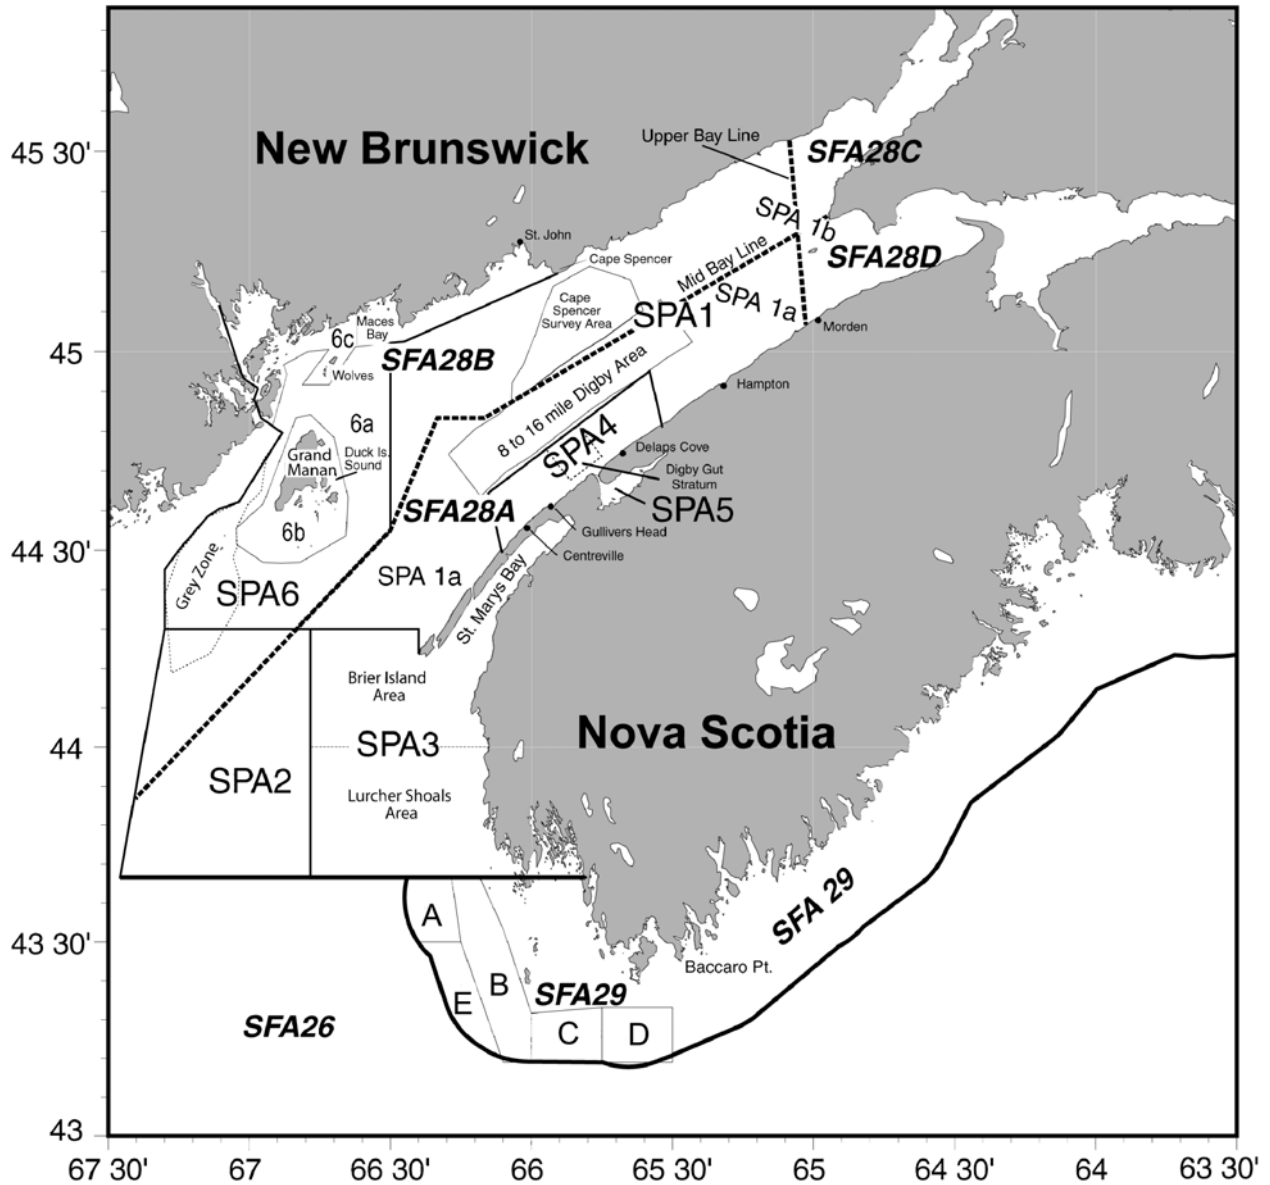 45 30'
New Brunswick
Upper Bay Line
SFA28C
SPA 1b
St. John
Cape Spencer
Mid Bay Line
SFA28D
Cape
Spencer
Survey Area
SPA1
SPA 1a
Morden
Maces
Bay
6c
45
SFA28B
Wolves
8 to 16 mile Digby Area
Hampton
6a
SPA4
Grand
Manan
Duck Is.
Sound
Delaps Cove
Digby Gut
Stratum
SFA28A
SPA5
6b
Gullivers Head
44 30'
Centreville
Grey Zone
SPA6
SPA 1a
St. Marys Bay
Brier Island
Area
Nova Scotia
44
SPA3
SPA2
Lurcher Shoals
Area
A
SFA 29
43 30'
Baccaro Pt.
B
E
SFA29
SFA26
C
D
43
67 30'
67
66 30'
66
65 30'
65
64 30'
64
63 30'